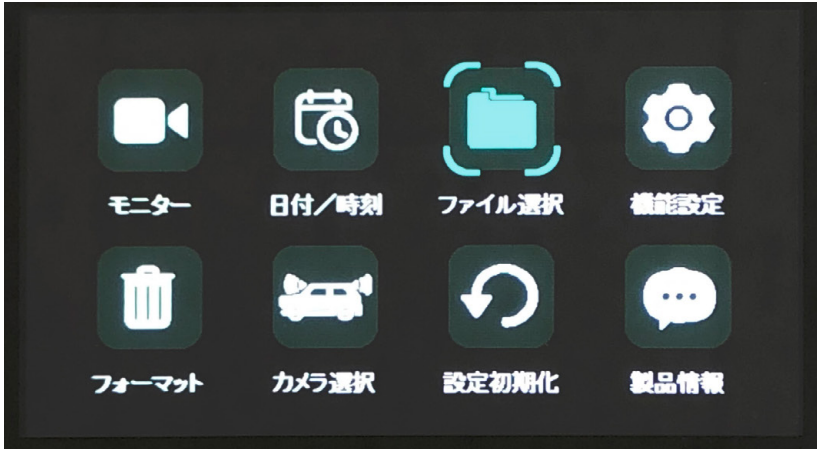 モニター
日付／時刻
ファイル選択
機能設定
フォーマット
カメラ選択
設定初期化
製品情報